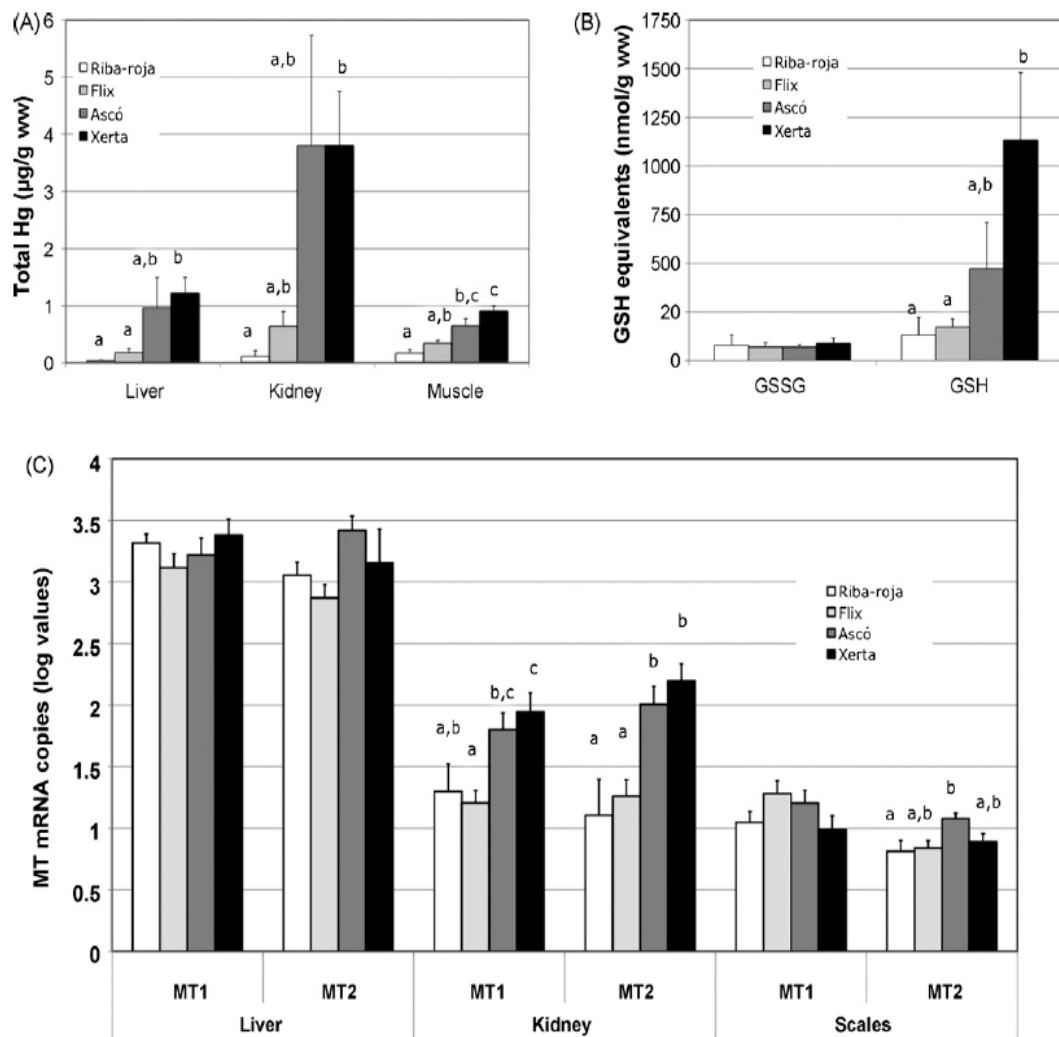 (A)
Total Hg (µg/g ww)
6
5
4
3
2
1
0
Riba-roja
Flix
Ascó
Xerta
a
a
a,b
b
a
a,b
a,b
b
a
a,b
b,c
c
Liver Kidney Muscle
(B)
GSH equivalents (nmol/g ww)
1750
1500
1250
1000
750
500
20
0
Riba-roja
Flix
Ascó
Xerta
a
a
a,b
b
GSSG GSH
(C)
MT mRNA copies (log values)
4
3.5
3
2.5
2
1.5
1
0.5
0
Riba-roja
Flix
Ascó
Xerta
a,b
a
b,c
c
a
a
b
b
a
a,b
b
a,b
MT1 MT2 MT1 MT2 MT1 MT2
Liver Kidney Scales